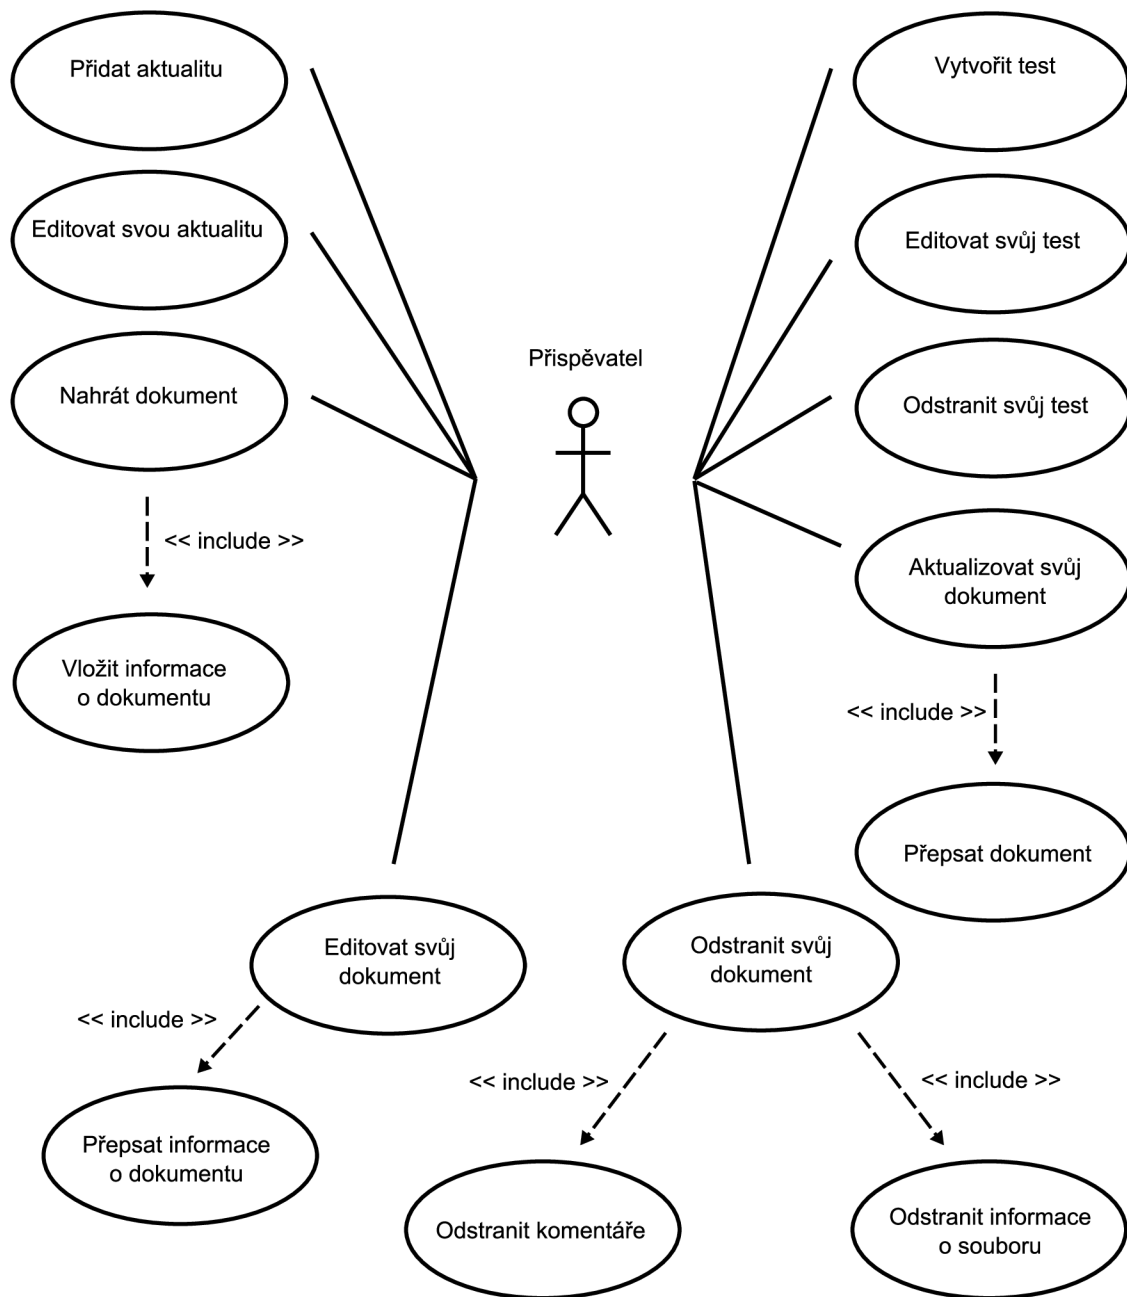 Přidat aktualitu
Vytvořit test
Editovat svou aktualitu
Editovat svůj test
Přispěvatel
Nahrát dokument
Odstranit svůj test
<< include >>
Aktualizovat svůj
dokument
Vložit informace
o dokumentu
<< include >>
Přepsat dokument
Editovat svůj
dokument
Odstranit svůj
dokument
<< include >>
<< include >>
<< include >>
Přepsat informace
o dokumentu
Odstranit komentáře
Odstranit informace
o souboru